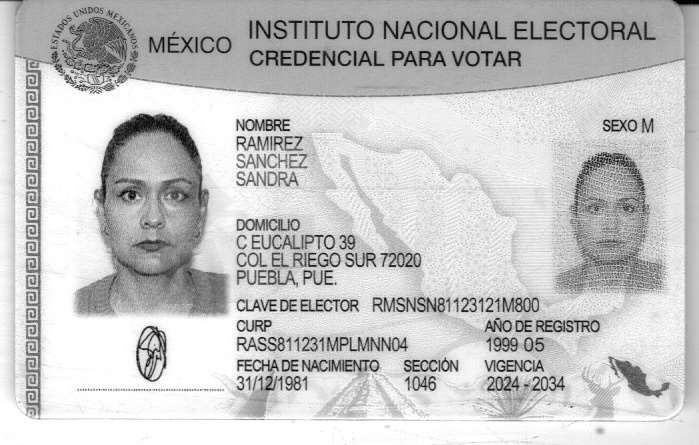 ESTADOS UNIDOS MEXICANOS
MÉXICO
INSTITUTO NACIONAL ELECTORAL
CREDENCIAL PARA VOTAR
NOMBRE
SEXO M
RAMIREZ
SANCHEZ
SANDRA
DOMICILIO
C EUCALIPTO 39
COL EL RIEGO SUR 72020
PUEBLA, PUE.
CLAVE DE ELECTOR RMSNSN81123121M800
CURP
RASS811231MPLMNN04
AÑO DE REGISTRO
1999 05
FECHA DE NACIMIENTO
31/12/1981
SECCIÓN
1046
VIGENCIA
2024 - 2034